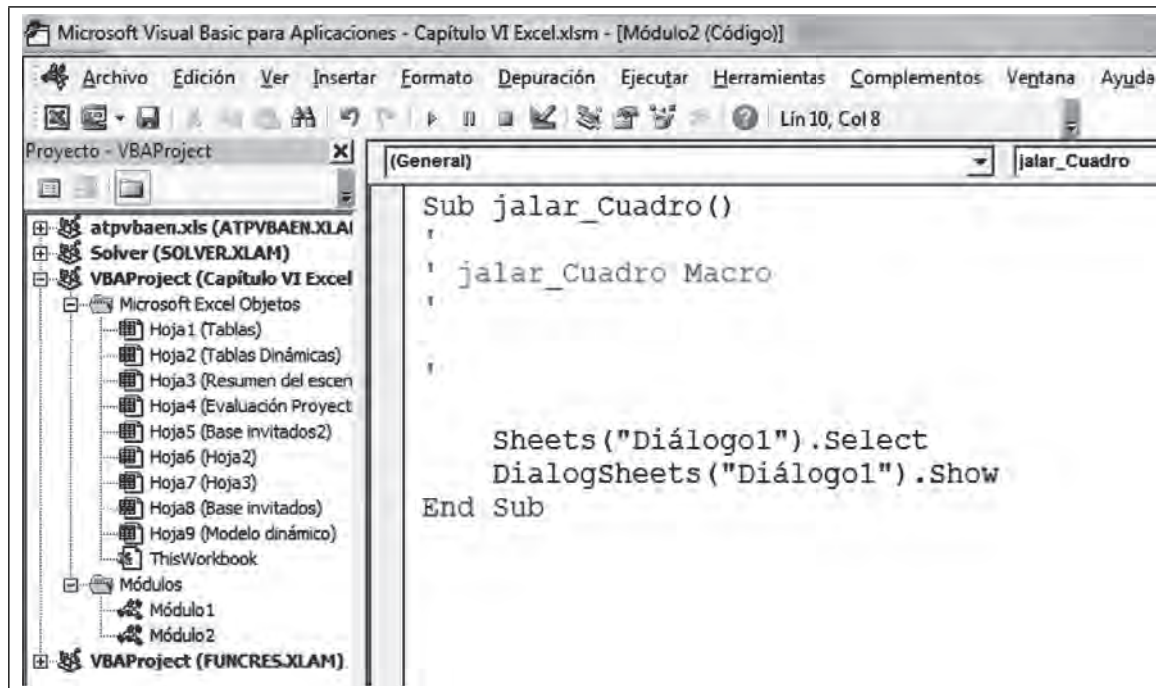 Microsoft Visual Basic para Aplicaciones - Capítulo VI Excel.xlsm - [Módulo2 (Código)]
Archivo Edición Ver Insertar Formato Depuración Ejecutar Herramientas Complementos Ventana Ayuda
Lín 10, Col 8
Proyecto - VBAProject
(General)
jalar_Cuadro
atpvbaen.xls (ATPVBAEN.XLAI
Solver (SOLVER.XLAM)
VBAProject (Capítulo VI Excel
Microsoft Excel Objetos
Hoja1 (Tablas)
Hoja2 (Tablas Dinámicas)
Hoja3 (Resumen del escen
Hoja4 (Evaluación Proyect
Hoja5 (Base invitados2)
Hoja6 (Hoja2)
Hoja7 (Hoja3)
Hoja8 (Base invitados)
Hoja9 (Modelo dinámico)
ThisWorkbook
Módulos
Módulo1
Módulo2
VBAProject (FUNCRES.XLAM)
Sub jalar_Cuadro()
'
' jalar_Cuadro Macro
'
'
Sheets("Diálogo1").Select
DialogSheets("Diálogo1").Show
End Sub